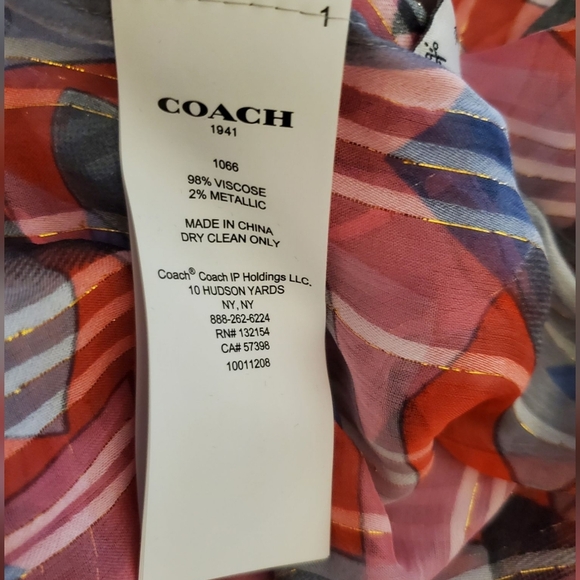 1
COACH
1941
1066
98% VISCOSE
2% METALLIC
MADE IN CHINA
DRY CLEAN ONLY
Coach® Coach IP Holdings LLC.
10 HUDSON YARDS
NY, NY
888-262-6224
RN# 132154
CA# 57398
10011208